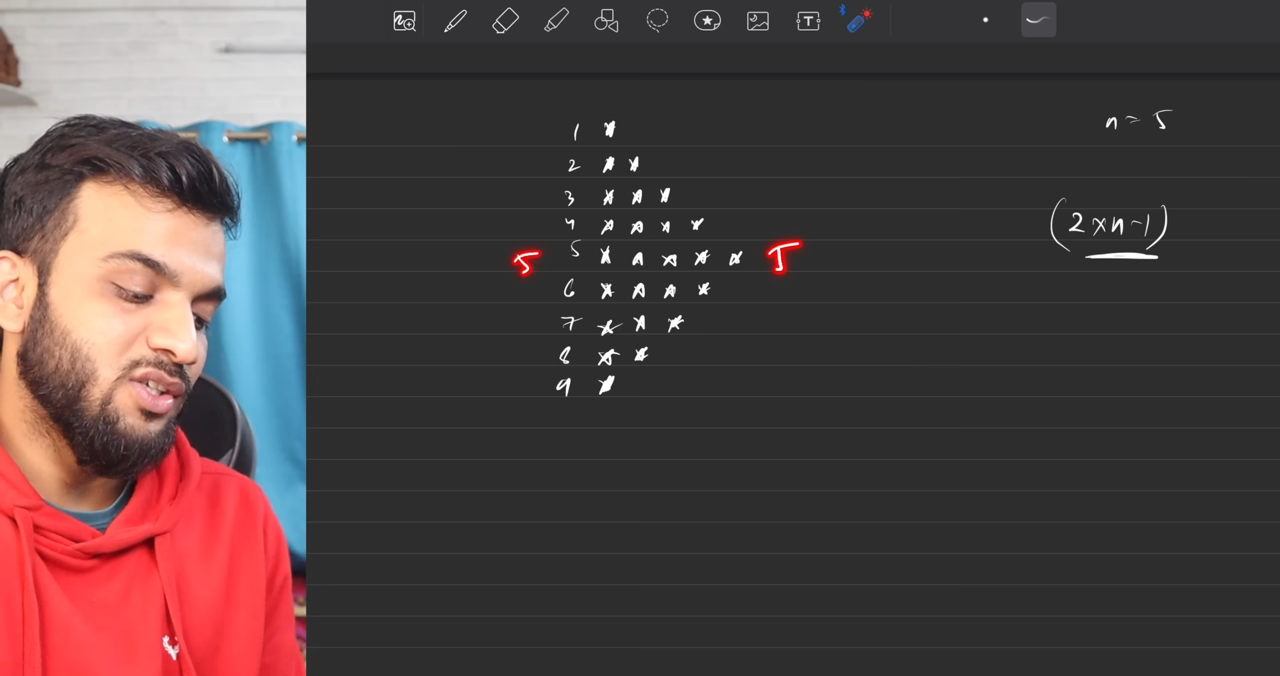 n = 5
1 *
2 * *
3 * * *
4 * * * *
5 5 * * * * * 5
6 * * * *
7 * * *
8 * *
9 *
(2 x n - 1)